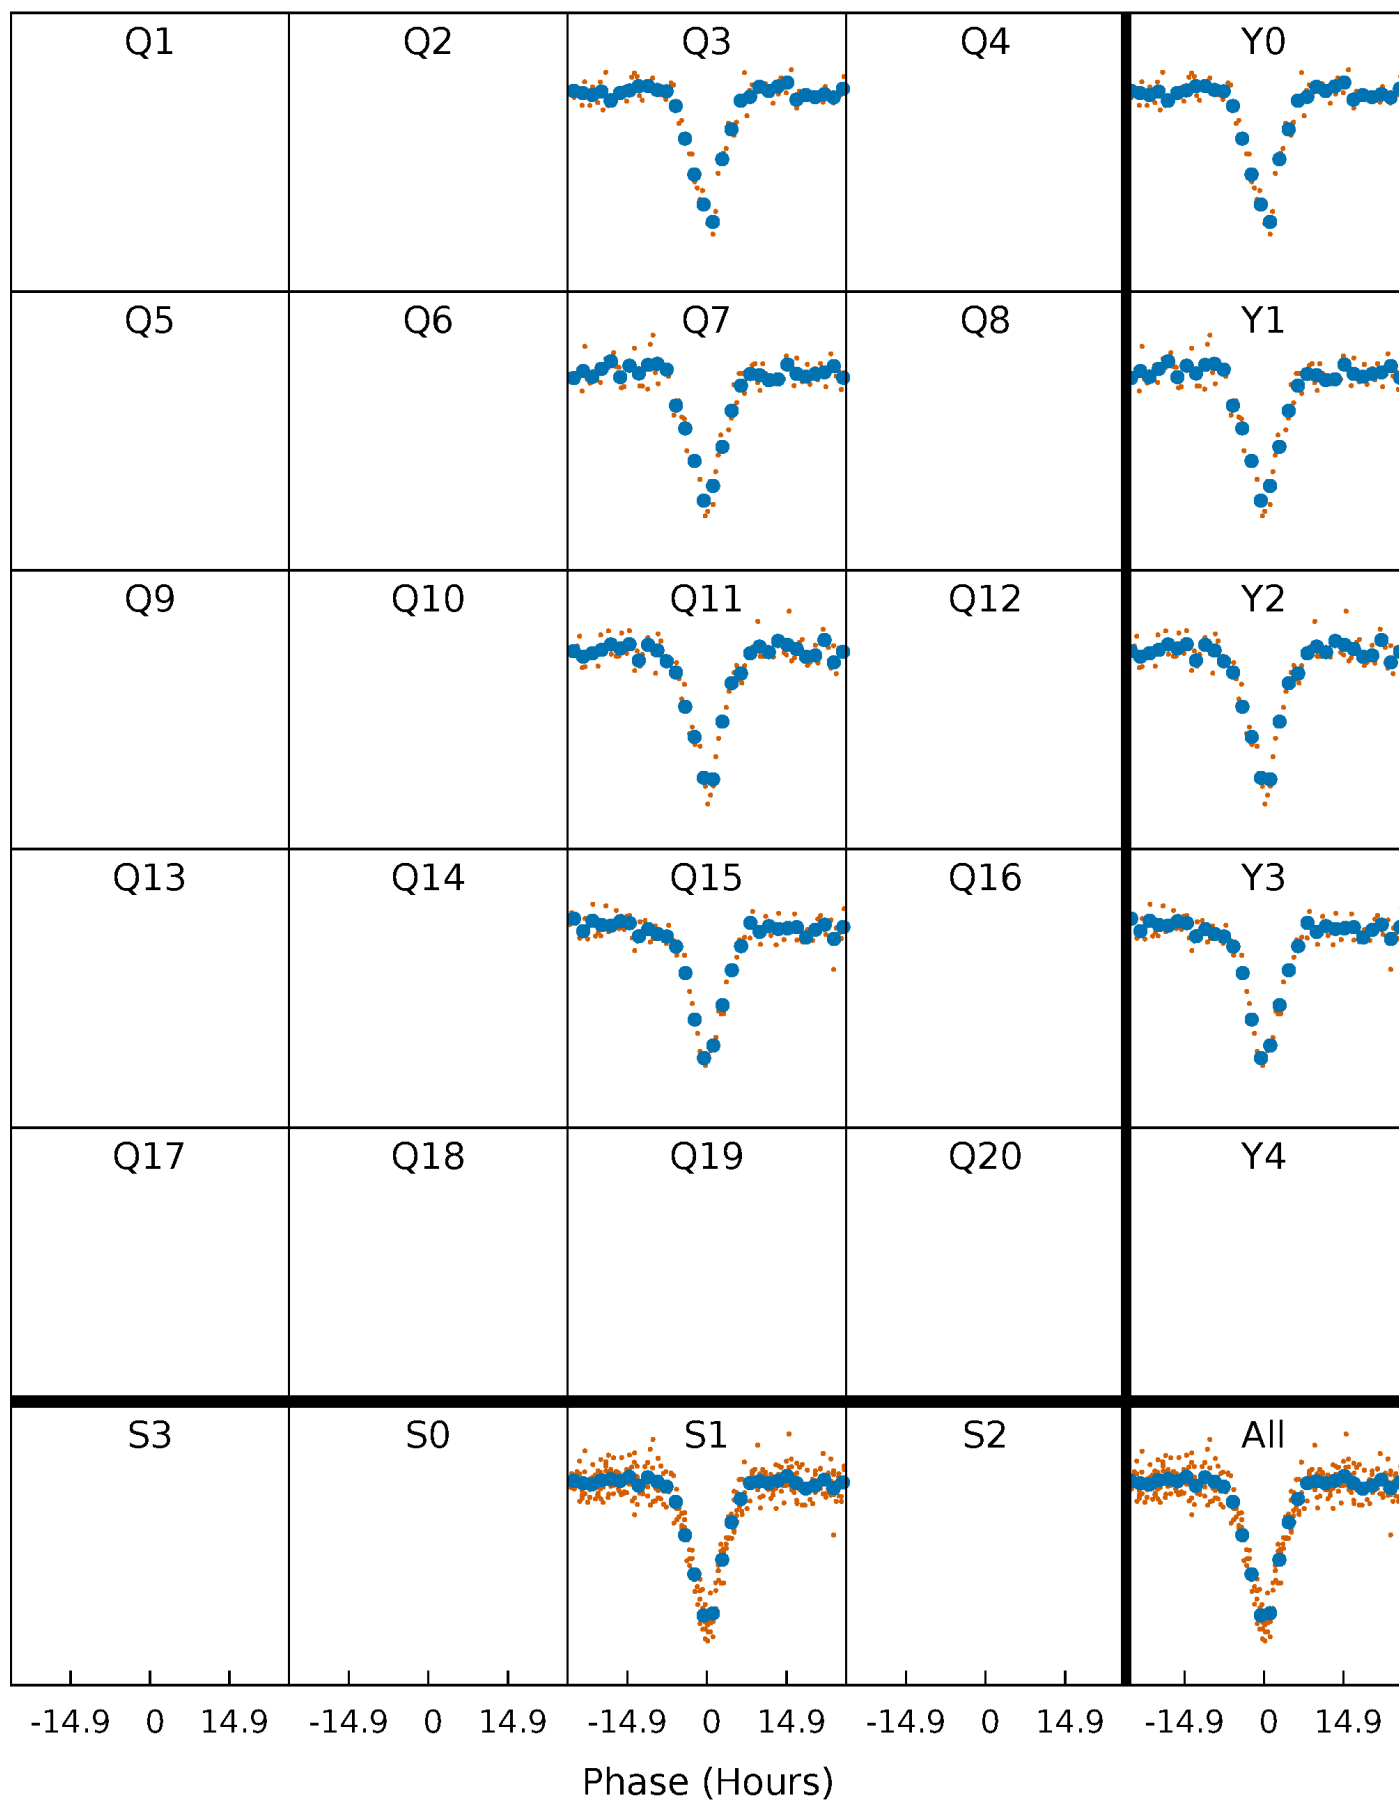 Q1 Q2 Q3 Q4 Y0
Q5 Q6 Q7 Q8 Y1
Q9 Q10 Q11 Q12 Y2
Q13 Q14 Q15 Q16 Y3
Q17 Q18 Q19 Q20 Y4
S3 S0 S1 S2 All
-14.9 0 14.9 -14.9 0 14.9 -14.9 0 14.9 -14.9 0 14.9 -14.9 0 14.9
Phase (Hours)